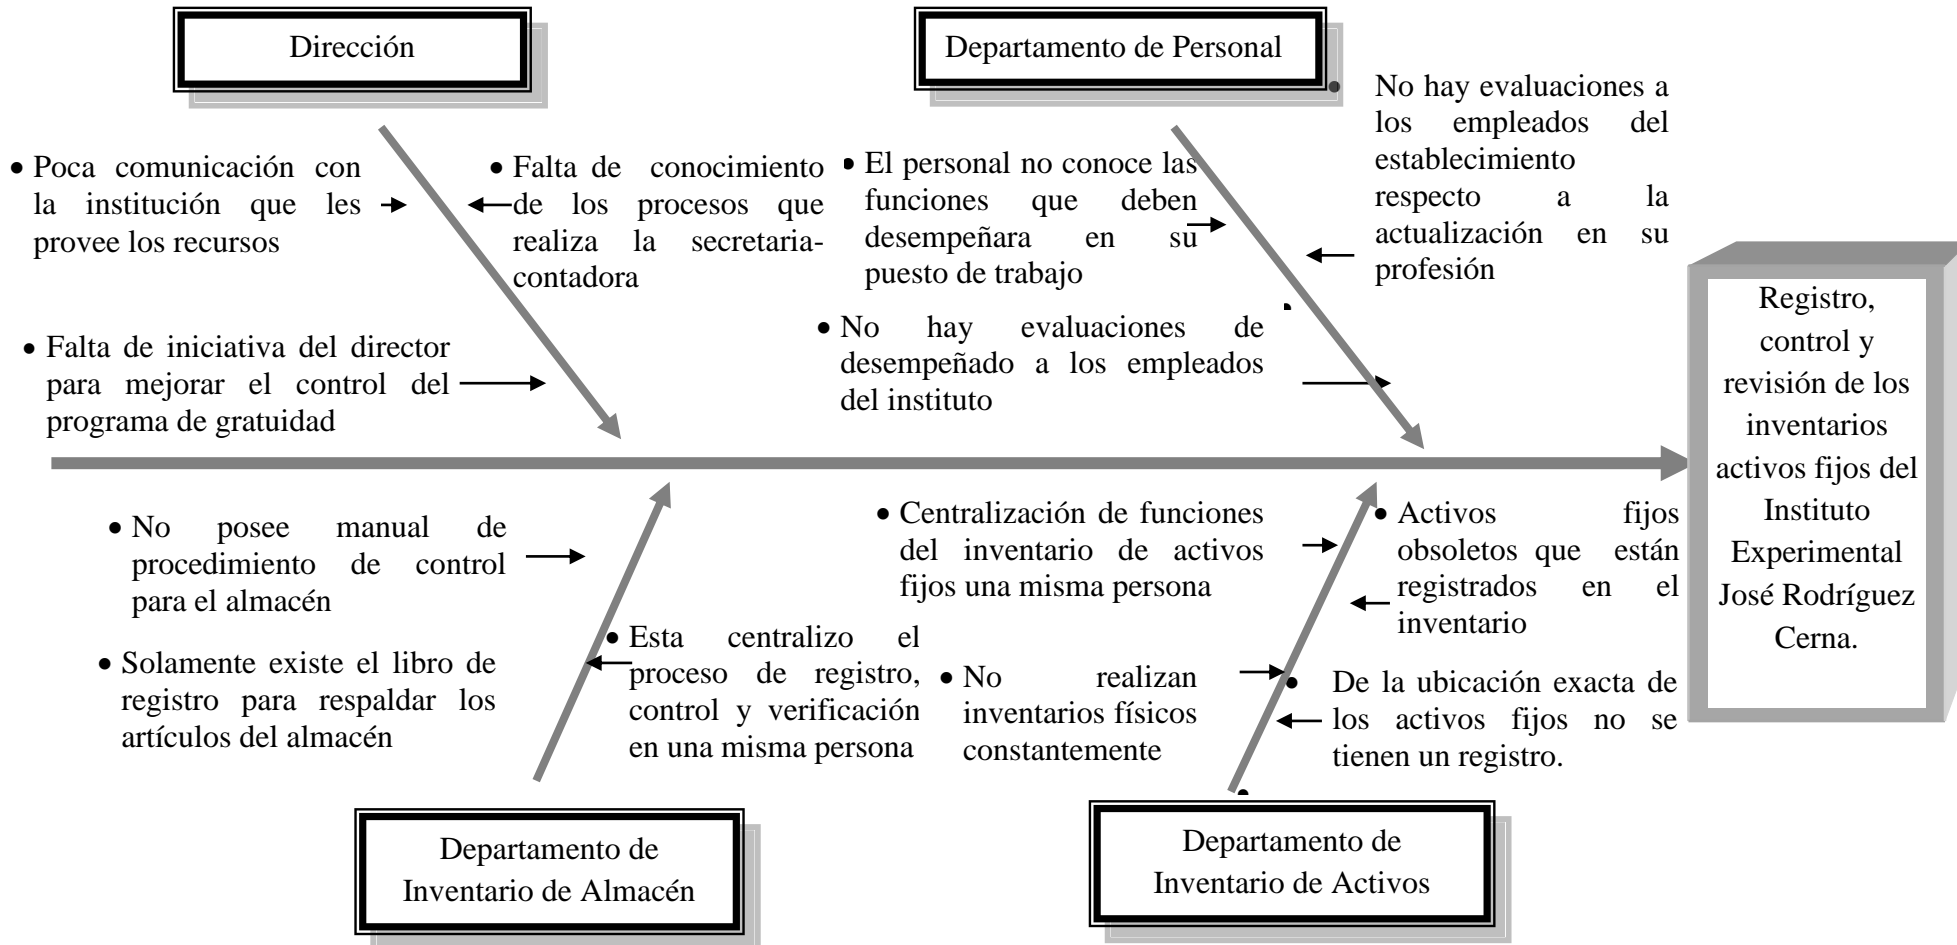 Dirección
Departamento de Personal
• Poca comunicación con
la institución que les
provee los recursos
• Falta de conocimiento
de los procesos que
realiza la secretaria-
contadora
• Falta de iniciativa del director
para mejorar el control del
programa de gratuidad
• El personal no conoce las
funciones que deben
desempeñara en su
puesto de trabajo
• No hay evaluaciones a
los empleados del
establecimiento
respecto a la
actualización en su
profesión
• No hay evaluaciones de
desempeñado a los empleados
del instituto
Registro,
control y
revisión de los
inventarios
activos fijos del
Instituto
Experimental
José Rodríguez
Cerna.
• No posee manual de
procedimiento de control
para el almacén
• Solamente existe el libro de
registro para respaldar los
artículos del almacén
• Esta centralizo el
proceso de registro,
control y verificación
en una misma persona
• Centralización de funciones
del inventario de activos
fijos una misma persona
• No realizan
inventarios físicos
constantemente
• Activos fijos
obsoletos que están
registrados en el
inventario
• De la ubicación exacta de
los activos fijos no se
tienen un registro.
Departamento de
Inventario de Almacén
Departamento de
Inventario de Activos